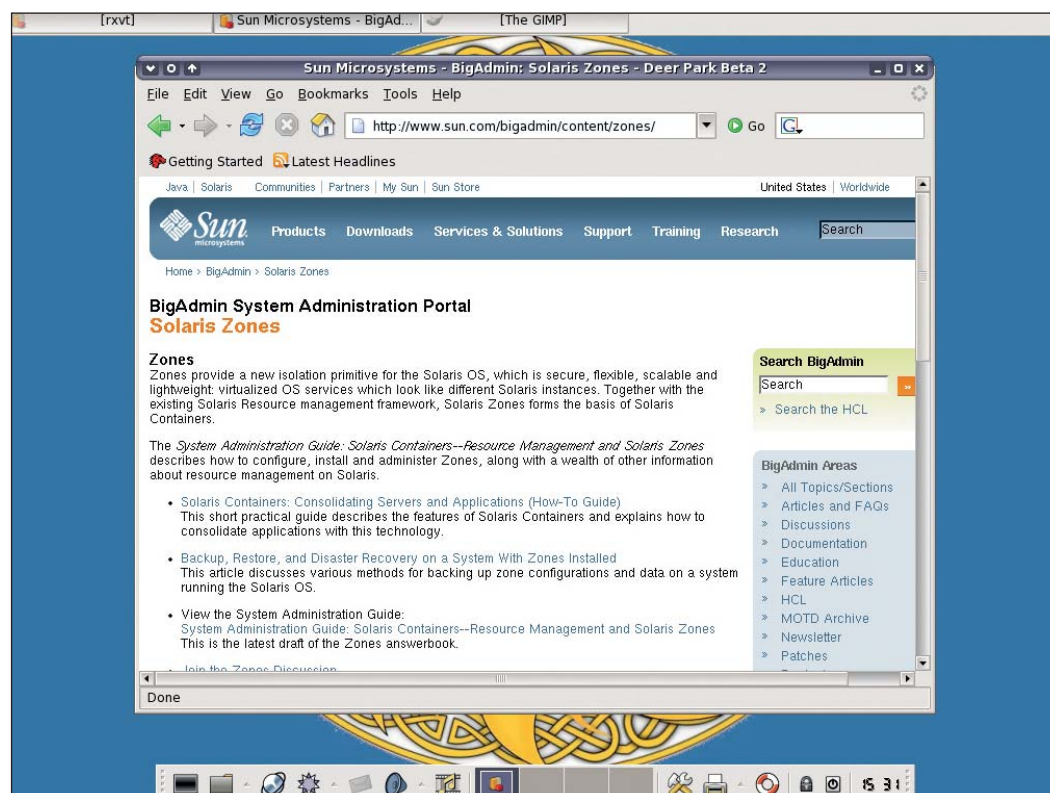 [rxvt] Sun Microsystems - BigAd... [The GIMP]
Sun Microsystems - BigAdmin: Solaris Zones - Deer Park Beta 2
File Edit View Go Bookmarks Tools Help
http://www.sun.com/bigadmin/content/zones/ Go G
Getting Started Latest Headlines
Java | Solaris Communities | Partners | My Sun | Sun Store United States | Worldwide
Sun microsystems Products Downloads Services & Solutions Support Training Research Search
Home > BigAdmin > Solaris Zones
BigAdmin System Administration Portal
Solaris Zones
Zones
Zones provide a new isolation primitive for the Solaris OS, which is secure, flexible, scalable and
lightweight: virtualized OS services which look like different Solaris instances. Together with the
existing Solaris Resource management framework, Solaris Zones forms the basis of Solaris
Containers.
The System Administration Guide: Solaris Containers--Resource Management and Solaris Zones
describes how to configure, install and administer Zones, along with a wealth of other information
about resource management on Solaris.
• Solaris Containers: Consolidating Servers and Applications (How-To Guide)
This short practical guide describes the features of Solaris Containers and explains how to
consolidate applications with this technology.
• Backup, Restore, and Disaster Recovery on a System With Zones Installed
This article discusses various methods for backing up zone configurations and data on a system
running the Solaris OS.
• View the System Administration Guide:
System Administration Guide: Solaris Containers--Resource Management and Solaris Zones
This is the latest draft of the Zones answerbook.
• Join the Zones Discussion
Search BigAdmin
Search »
» Search the HCL
BigAdmin Areas
» All Topics/Sections
» Articles and FAQs
» Discussions
» Documentation
» Education
» Feature Articles
» HCL
» MOTD Archive
» Newsletter
» Patches
Done
15 31